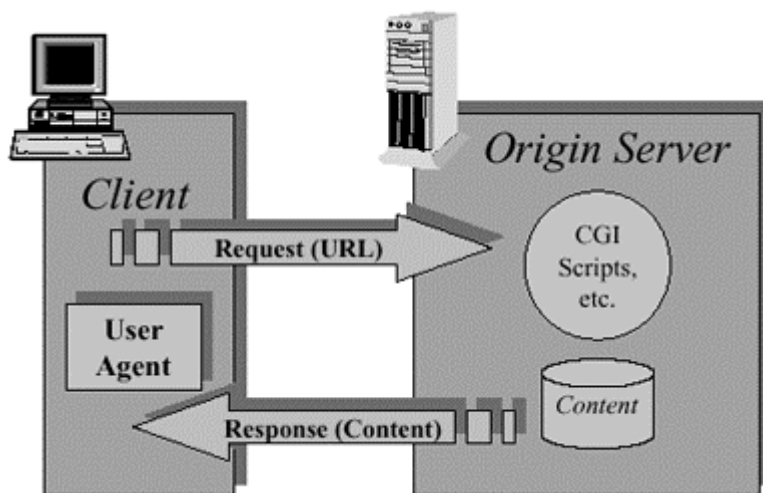 Client
Origin Server
Request (URL)
CGI
Scripts,
etc.
User
Agent
Content
Response (Content)